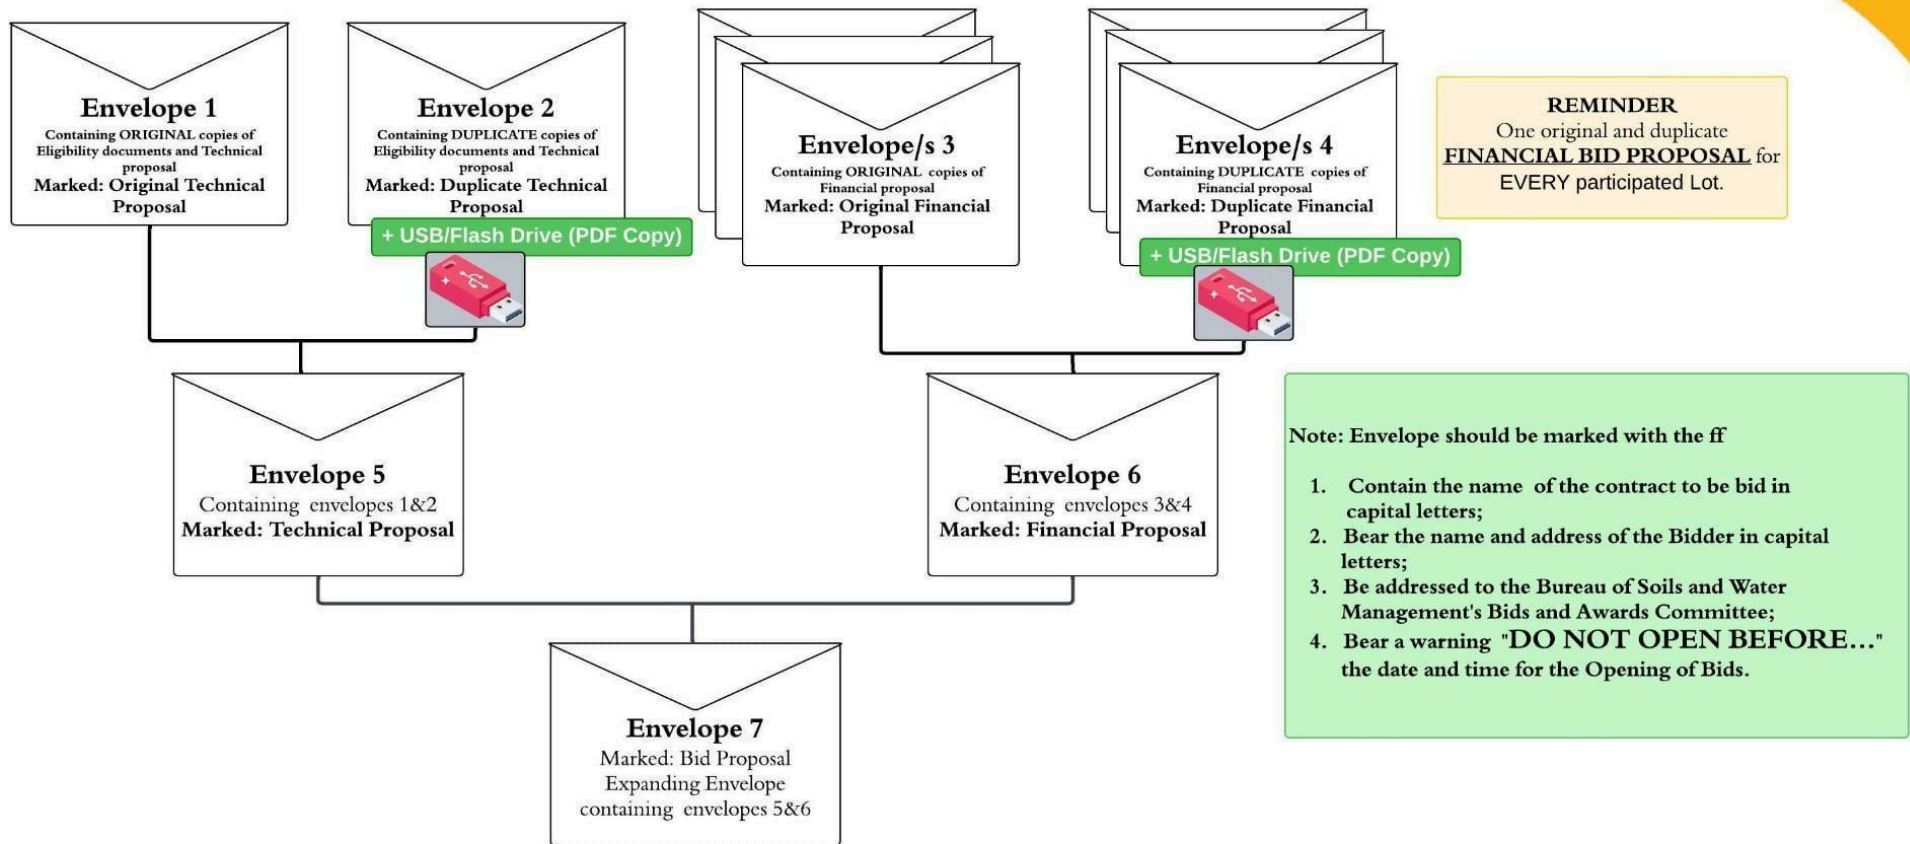 Envelope 1
Containing ORIGINAL copies of
Eligibility documents and Technical
proposal
Marked: Original Technical
Proposal
Envelope 2
Containing DUPLICATE copies of
Eligibility documents and Technical
proposal
Marked: Duplicate Technical
Proposal
+ USB/Flash Drive (PDF Copy)
Envelope/s 3
Containing ORIGINAL copies of
Financial proposal
Marked: Original Financial
Proposal
Envelope/s 4
Containing DUPLICATE copies of
Financial proposal
Marked: Duplicate Financial
Proposal
+ USB/Flash Drive (PDF Copy)
REMINDER
One original and duplicate
FINANCIAL BID PROPOSAL for
EVERY participated Lot.
Envelope 5
Containing envelopes 1&2
Marked: Technical Proposal
Envelope 6
Containing envelopes 3&4
Marked: Financial Proposal
Note: Envelope should be marked with the ff
1. Contain the name of the contract to be bid in
capital letters;
2. Bear the name and address of the Bidder in capital
letters;
3. Be addressed to the Bureau of Soils and Water
Management's Bids and Awards Committee;
4. Bear a warning "DO NOT OPEN BEFORE..."
the date and time for the Opening of Bids.
Envelope 7
Marked: Bid Proposal
Expanding Envelope
containing envelopes 5&6